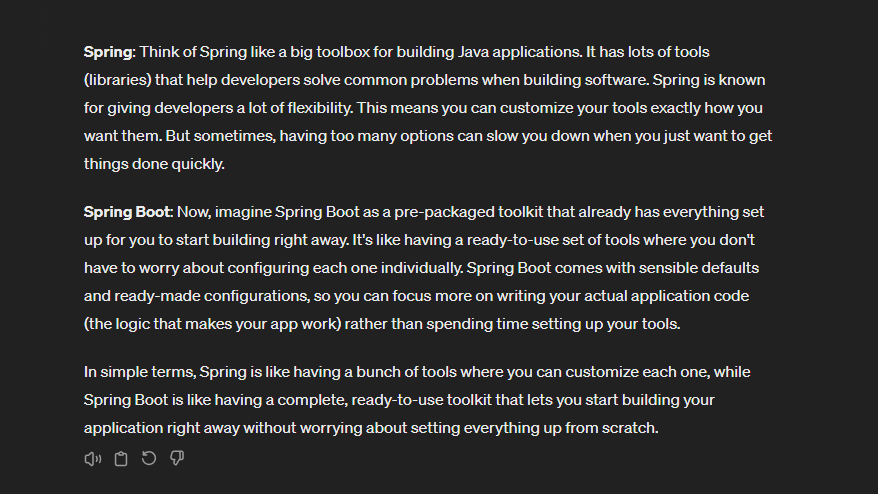 Spring: Think of Spring like a big toolbox for building Java applications. It has lots of tools
(libraries) that help developers solve common problems when building software. Spring is known
for giving developers a lot of flexibility. This means you can customize your tools exactly how you
want them. But sometimes, having too many options can slow you down when you just want to get
things done quickly.
Spring Boot: Now, imagine Spring Boot as a pre-packaged toolkit that already has everything set
up for you to start building right away. It's like having a ready-to-use set of tools where you don't
have to worry about configuring each one individually. Spring Boot comes with sensible defaults
and ready-made configurations, so you can focus more on writing your actual application code
(the logic that makes your app work) rather than spending time setting up your tools.
In simple terms, Spring is like having a bunch of tools where you can customize each one, while
Spring Boot is like having a complete, ready-to-use toolkit that lets you start building your
application right away without worrying about setting everything up from scratch.